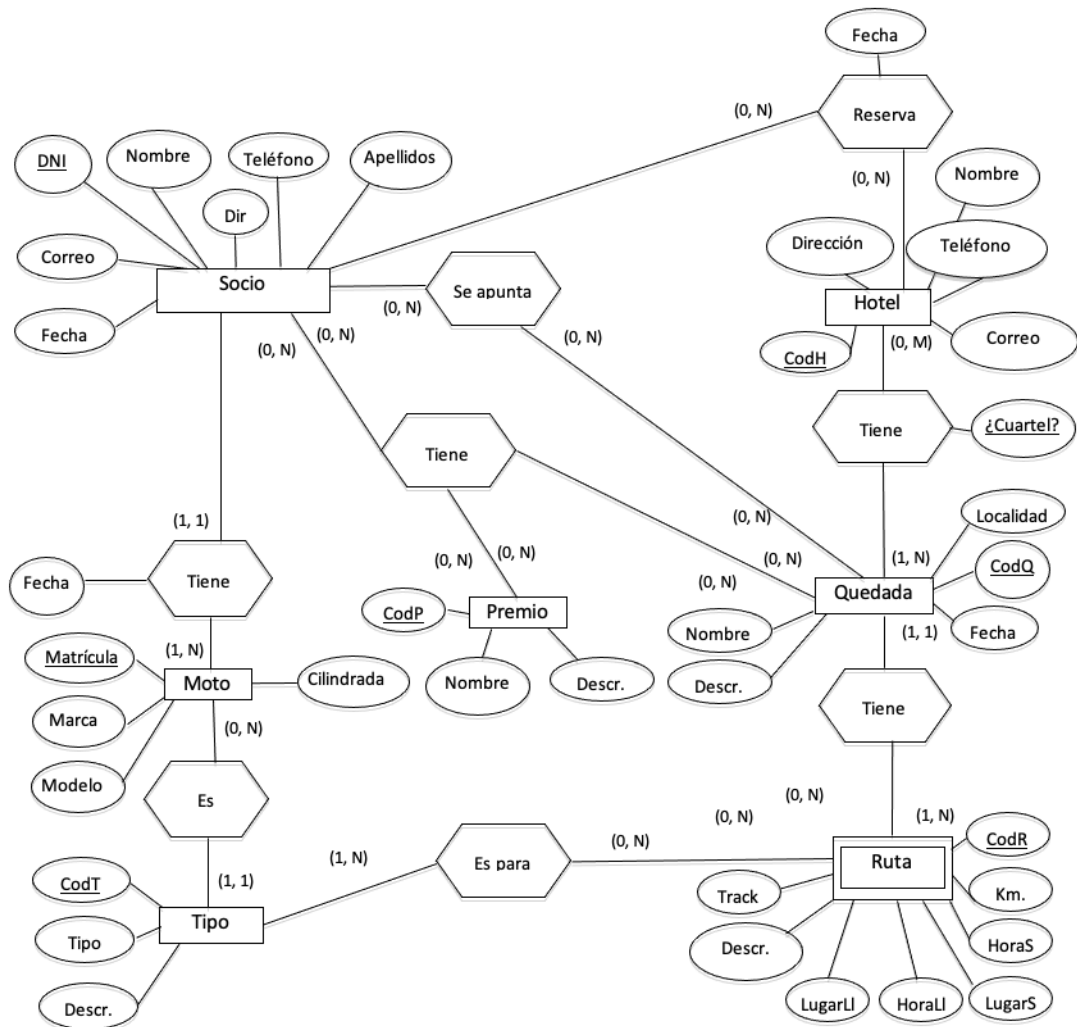 Fecha
Reserva
(0, N)
DNI
Nombre
Teléfono
Apellidos
(0, N)
Nombre
Dir
Dirección
Teléfono
Correo
Socio
Se apunta
Hotel
Fecha
(0, N)
(0, N)
(0, N)
(0, N)
(0, M)
Correo
CodH
¿Cuartel?
Tiene
Tiene
(1, 1)
(0, N)
Localidad
Fecha
Tiene
(0, N)
(0, N)
(0, N)
(1, N)
CodQ
(0, N)
Quedada
CodP
Premio
Nombre
(1, 1)
Fecha
Matrícula
(1, N)
Moto
Cilindrada
Nombre
Descr.
Descr.
Marca
(0, N)
Tiene
Modelo
Es
(0, N)
(0, N)
(1, N)
CodR
(1, N)
(0, N)
Es para
Ruta
CodT
(1, 1)
Track
Km.
Tipo
Tipo
Descr.
HoraS
Descr.
LugarLl
HoraLl
LugarS